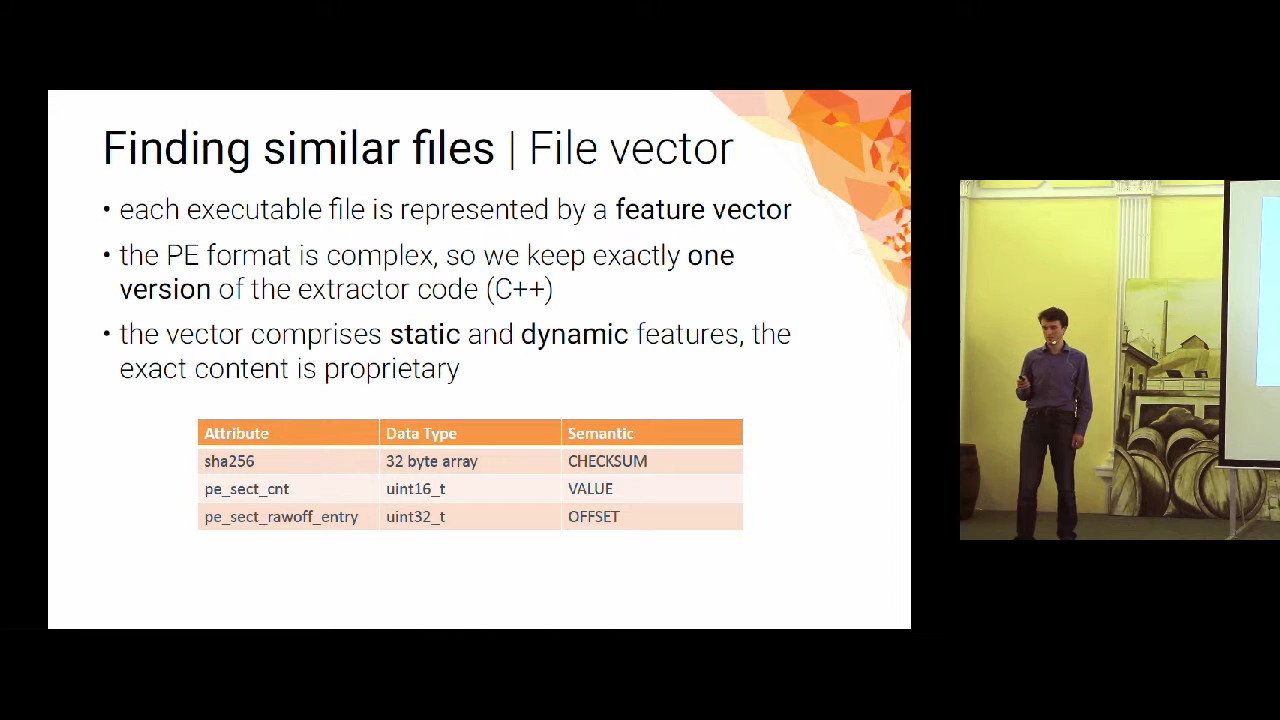 Finding similar files | File vector
• each executable file is represented by a feature vector
• the PE format is complex, so we keep exactly one
version of the extractor code (C++)
• the vector comprises static and dynamic features, the
exact content is proprietary
Attribute Data Type Semantic
sha256 32 byte array CHECKSUM
pe_sect_cnt uint16_t VALUE
pe_sect_rawoff_entry uint32_t OFFSET